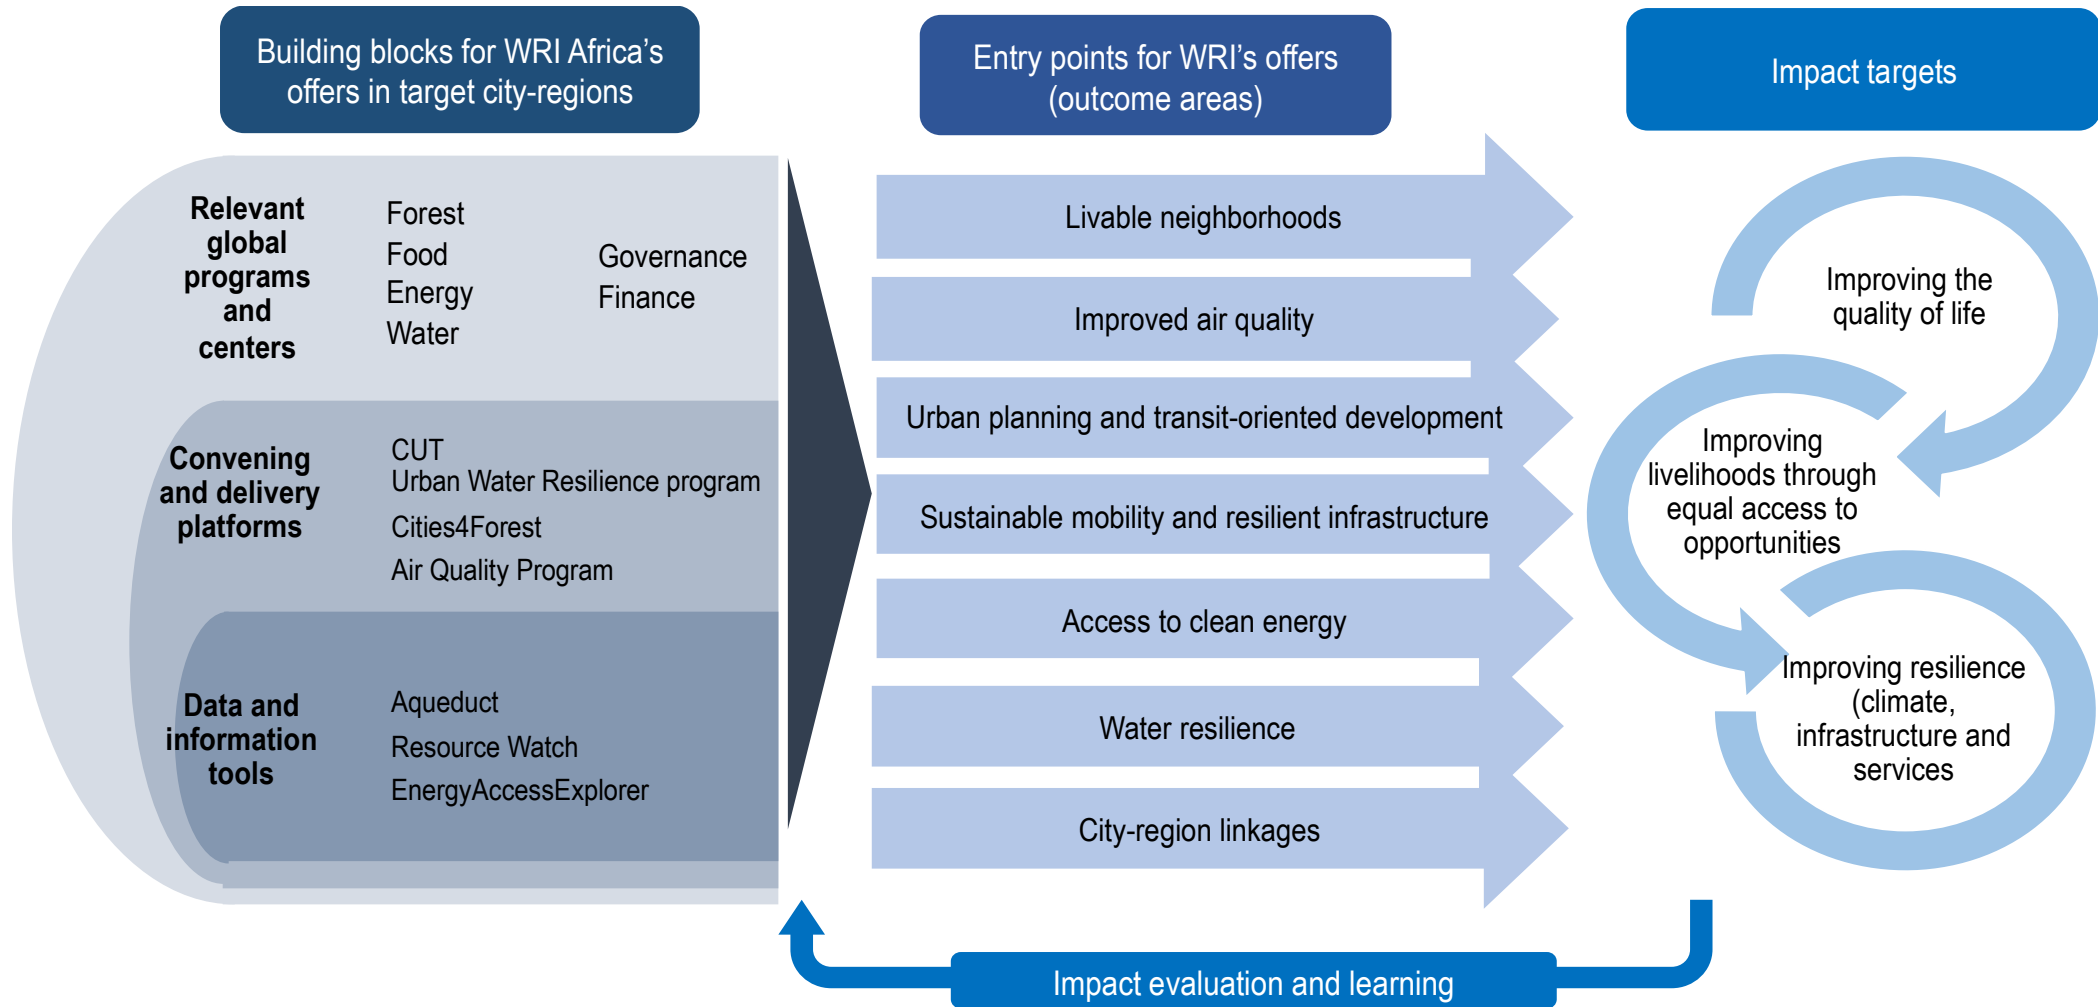 Building blocks for WRI Africa's
offers in target city-regions
Entry points for WRI's offers
(outcome areas)
Impact targets
Relevant
global
programs
and
centers
Forest
Food
Energy
Water
Governance
Finance
Convening
and delivery
platforms
CUT
Urban Water Resilience program
Cities4Forest
Air Quality Program
Data and
information
tools
Aqueduct
Resource Watch
EnergyAccessExplorer
Livable neighborhoods
Improved air quality
Urban planning and transit-oriented development
Sustainable mobility and resilient infrastructure
Access to clean energy
Water resilience
City-region linkages
Improving the
quality of life
Improving
livelihoods through
equal access to
opportunities
Improving resilience
(climate,
infrastructure and
services
Impact evaluation and learning